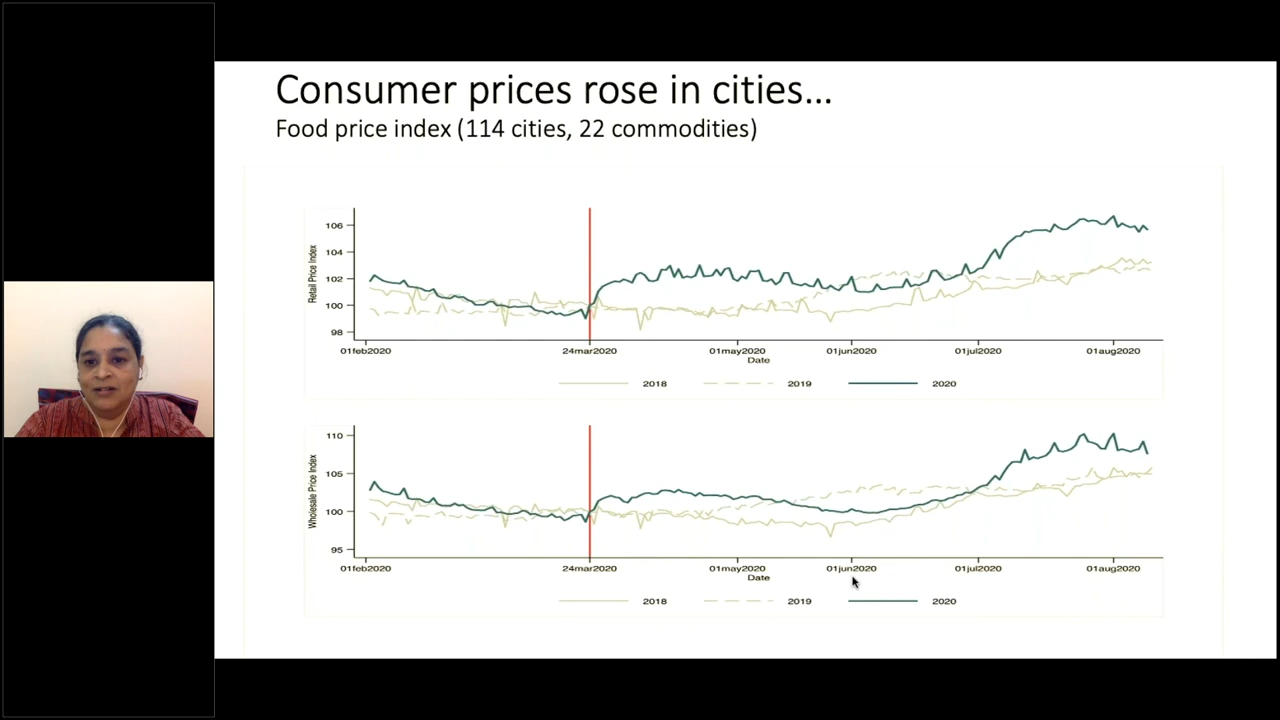 Consumer prices rose in cities...
Food price index (114 cities, 22 commodities)
106
104
102
100
98
Retail Price Index
01feb2020
24mar2020
01may2020
01jun2020
01jul2020
01aug2020
Date
2018
2019
2020
110
105
100
95
Wholesale Price Index
01feb2020
24mar2020
01may2020
01jun2020
01jul2020
01aug2020
Date
2018
2019
2020